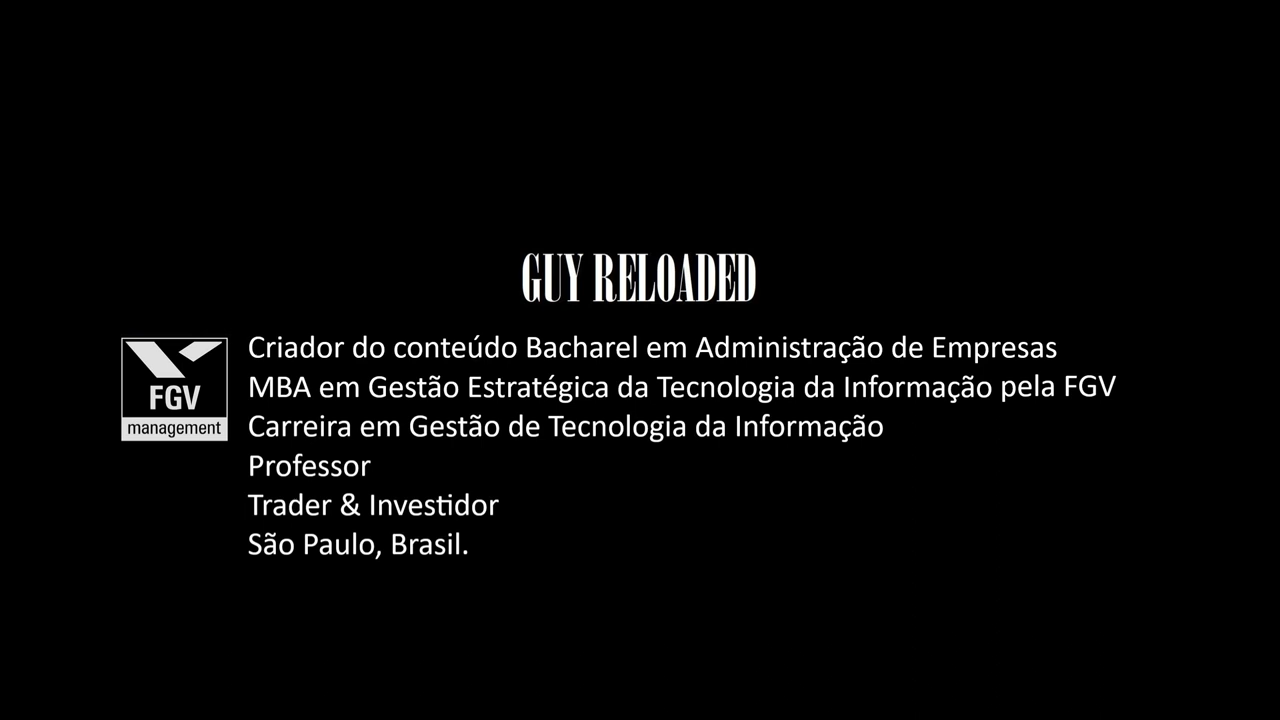 GUY RELOADED
FGV
management
Criador do conteúdo Bacharel em Administração de Empresas
MBA em Gestão Estratégica da Tecnologia da Informação pela FGV
Carreira em Gestão de Tecnologia da Informação
Professor
Trader & Investidor
São Paulo, Brasil.